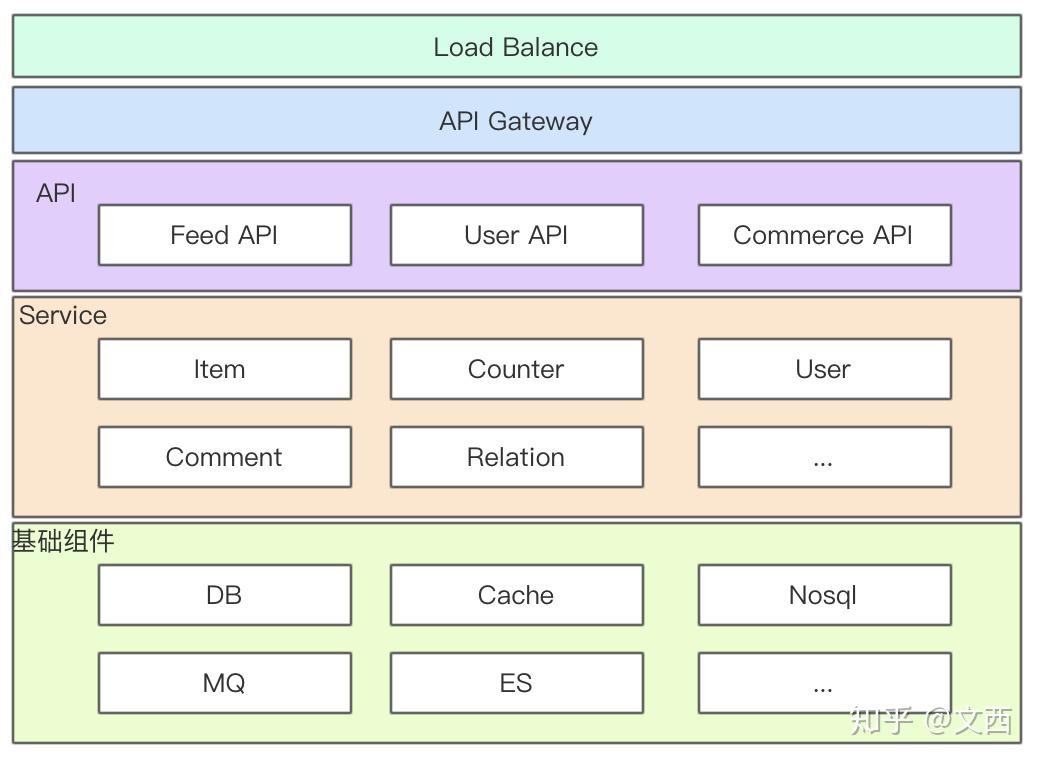 Load Balance
API Gateway
API
Feed API
User API
Commerce API
Service
Item
Counter
User
Comment
Relation
...
基础组件
DB
Cache
Nosql
MQ
ES
...
知乎 @文西